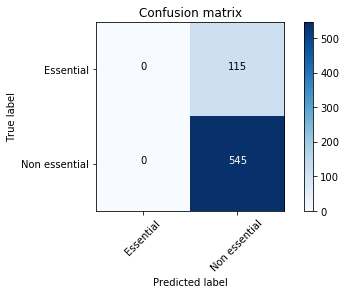 Confusion matrix
True label
Essential
Non essential
0
115
0
545
Essential
Non essential
Predicted label
500
400
300
200
100
0